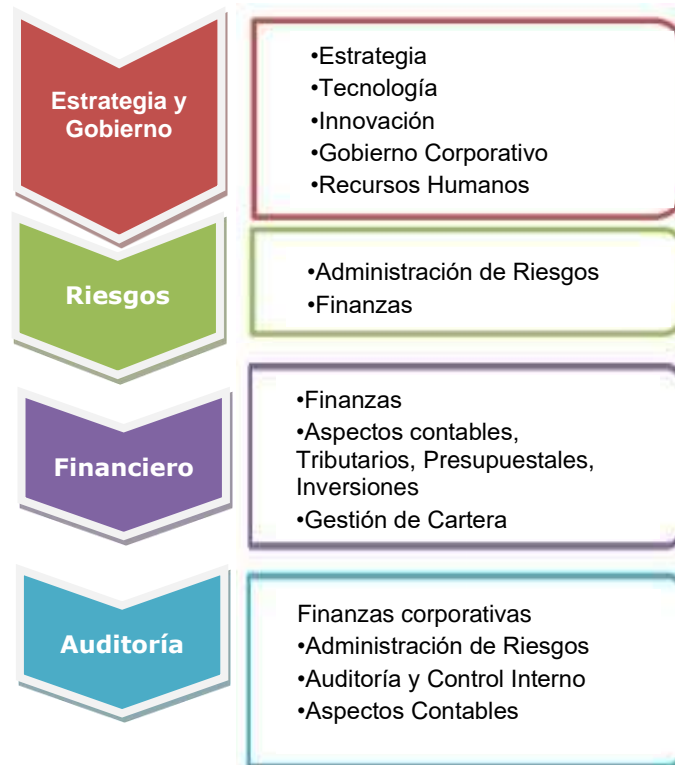 Estrategia y
Gobierno
•Estrategia
•Tecnología
•Innovación
•Gobierno Corporativo
•Recursos Humanos
Riesgos
•Administración de Riesgos
•Finanzas
Financiero
•Finanzas
•Aspectos contables,
Tributarios, Presupuestales,
Inversiones
•Gestión de Cartera
Auditoría
Finanzas corporativas
•Administración de Riesgos
•Auditoría y Control Interno
•Aspectos Contables